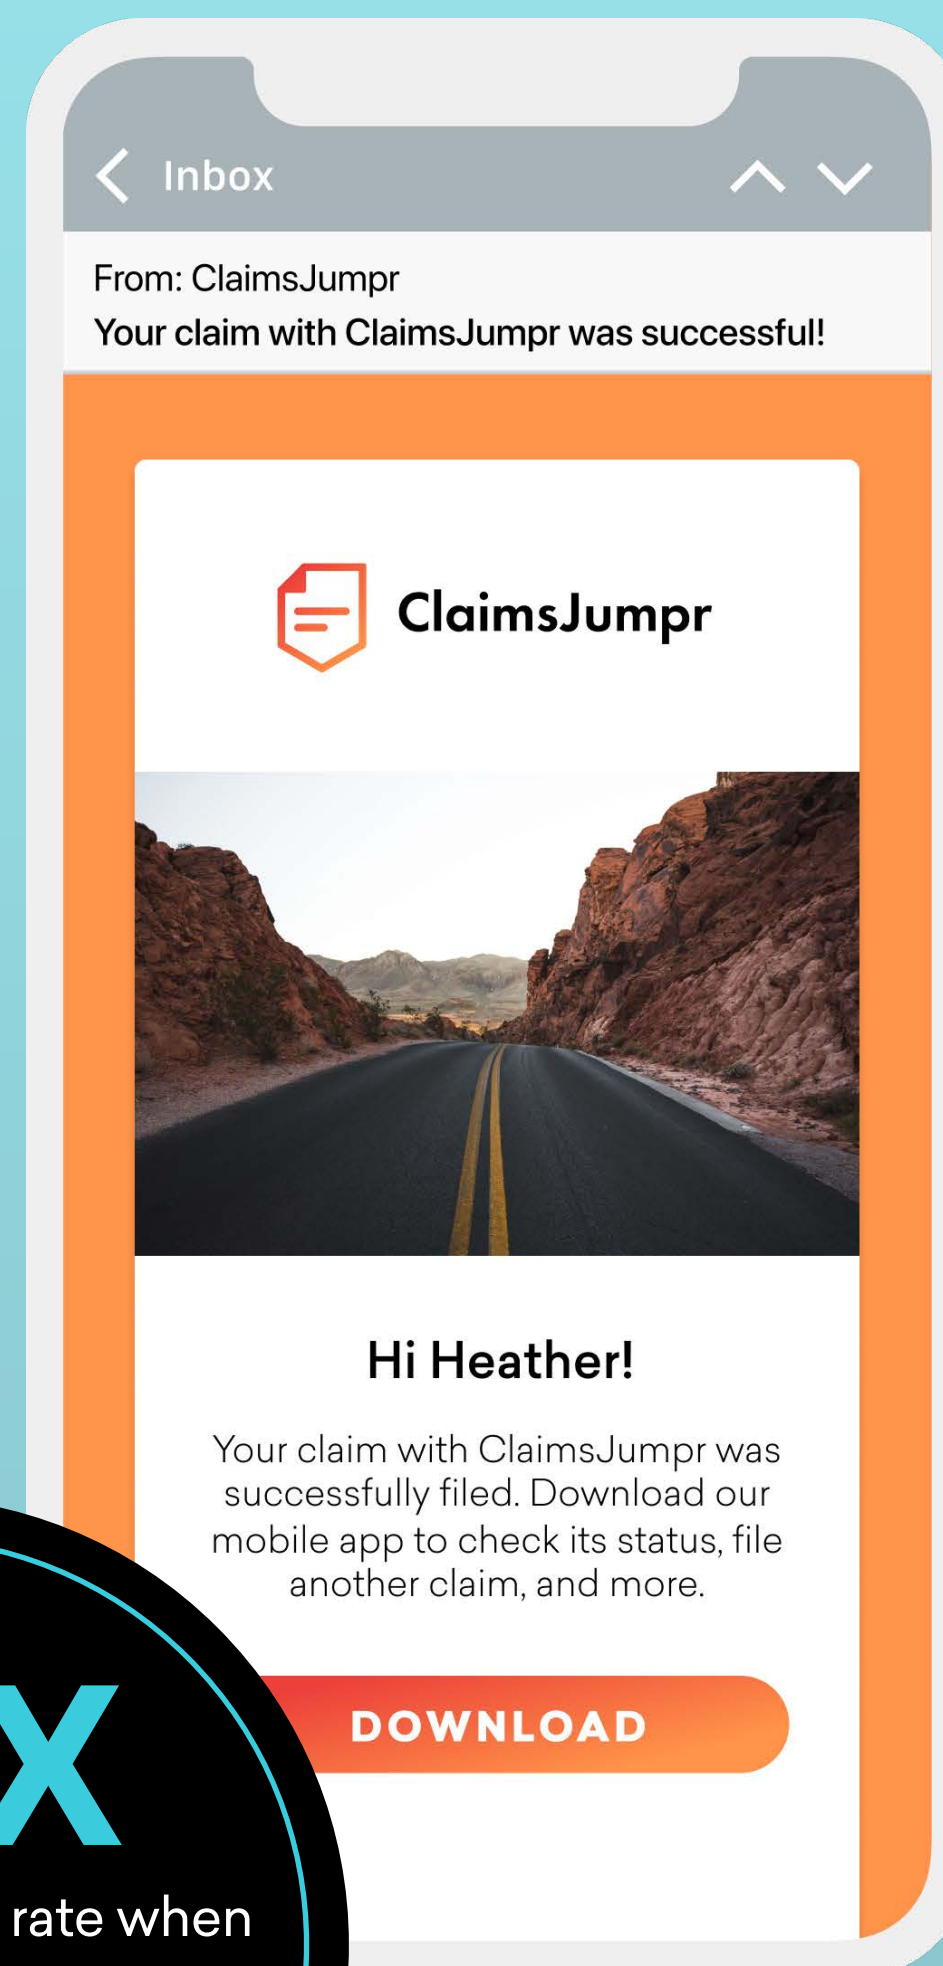 Inbox
From: ClaimsJumpr
Your claim with ClaimsJumpr was successful!
ClaimsJumpr
Hi Heather!
Your claim with ClaimsJumpr was
successfully filed. Download our
mobile app to check its status, file
another claim, and more.
DOWNLOAD
X
rate when